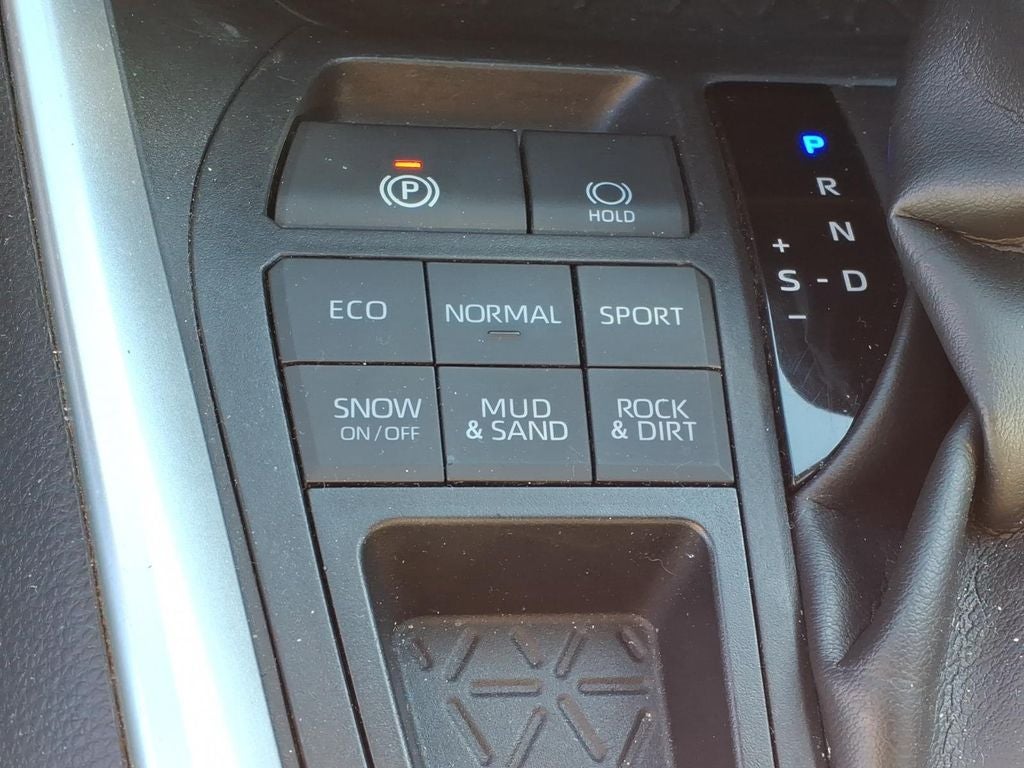 P
HOLD
P
R
N
+
S - D
–
ECO
NORMAL
SPORT
SNOW
ON/OFF
MUD
& SAND
ROCK
& DIRT